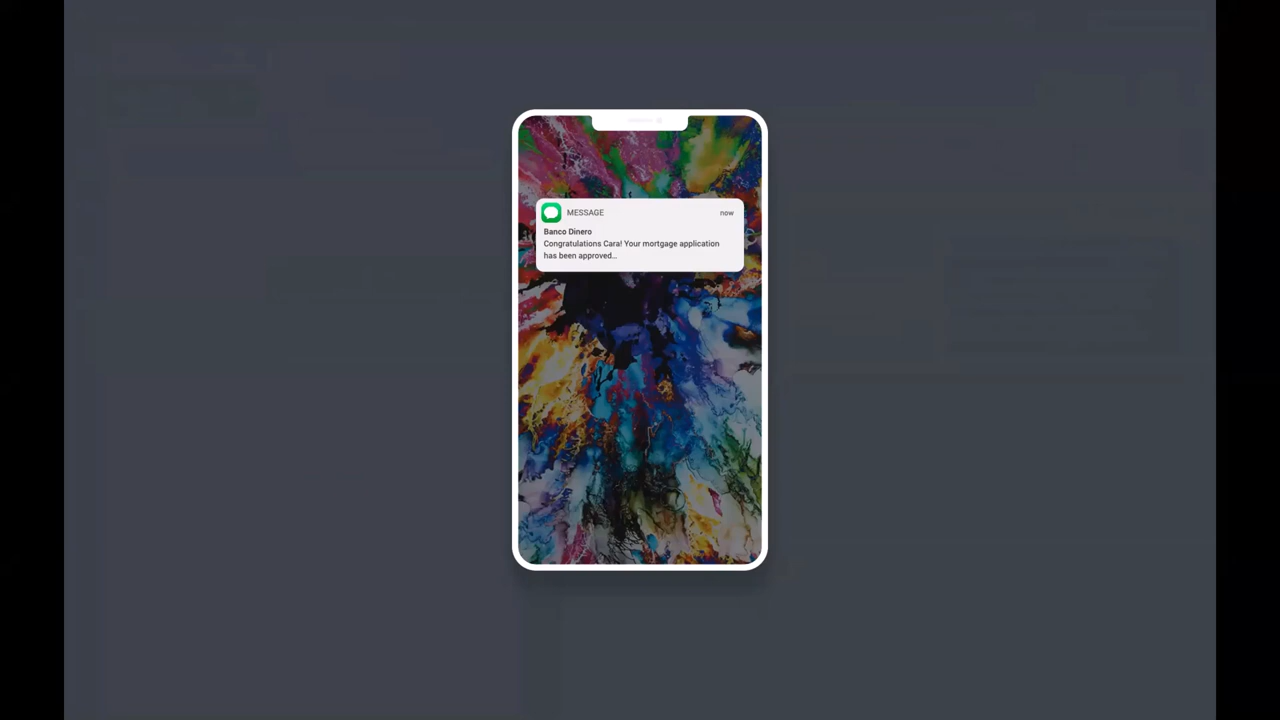 MESSAGE now
Banco Dinero
Congratulations Cara! Your mortgage application
has been approved...